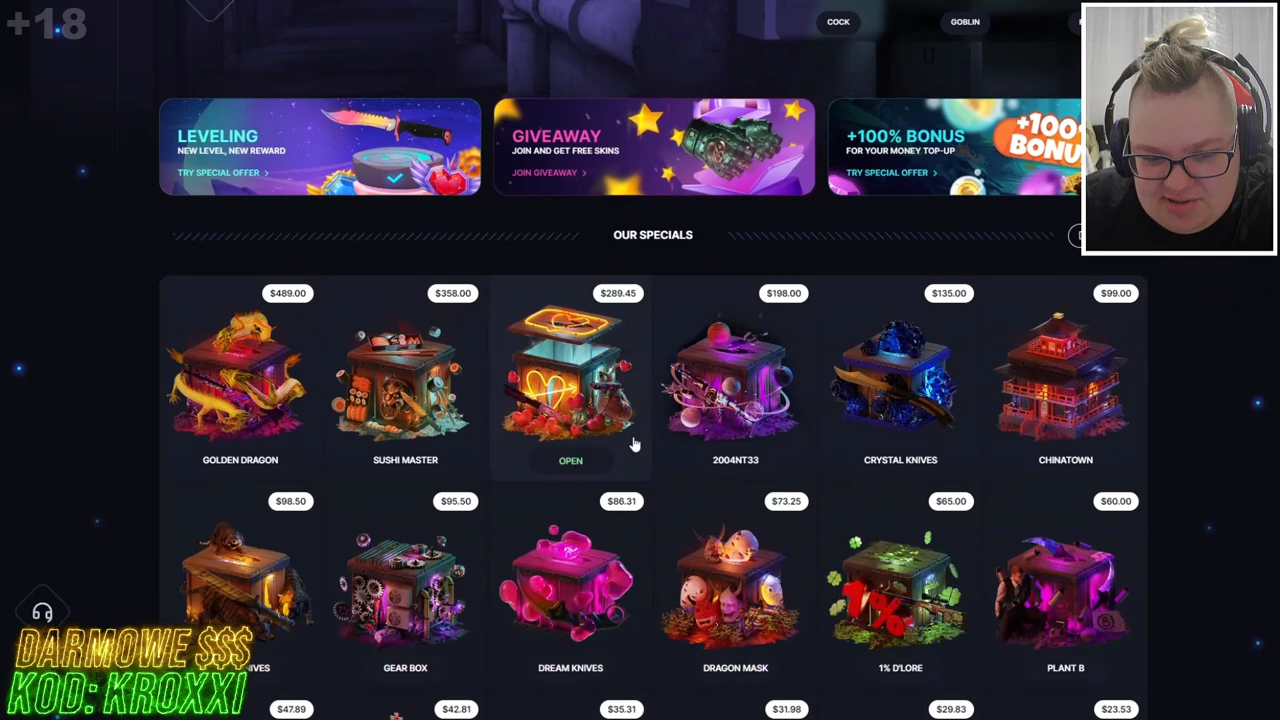 +18
COCK
GOBLIN
LEVELING
NEW LEVEL, NEW REWARD
TRY SPECIAL OFFER >
GIVEAWAY
JOIN AND GET FREE SKINS
JOIN GIVEAWAY >
+100% BONUS
FOR YOUR MONEY TOP-UP
TRY SPECIAL OFFER >
+100
BONU
OUR SPECIALS
$489.00
$358.00
$289.45
$198.00
$135.00
$99.00
GOLDEN DRAGON
SUSHI MASTER
OPEN
2004NT33
CRYSTAL KNIVES
CHINATOWN
$98.50
$95.50
$86.31
$73.25
$65.00
$60.00
1%
NIVES
GEAR BOX
DREAM KNIVES
DRAGON MASK
1% D'LORE
PLANT B
DARMOWE $$$
KOD: KROXXI
$47.89
$42.81
$35.31
$31.98
$29.83
$23.53